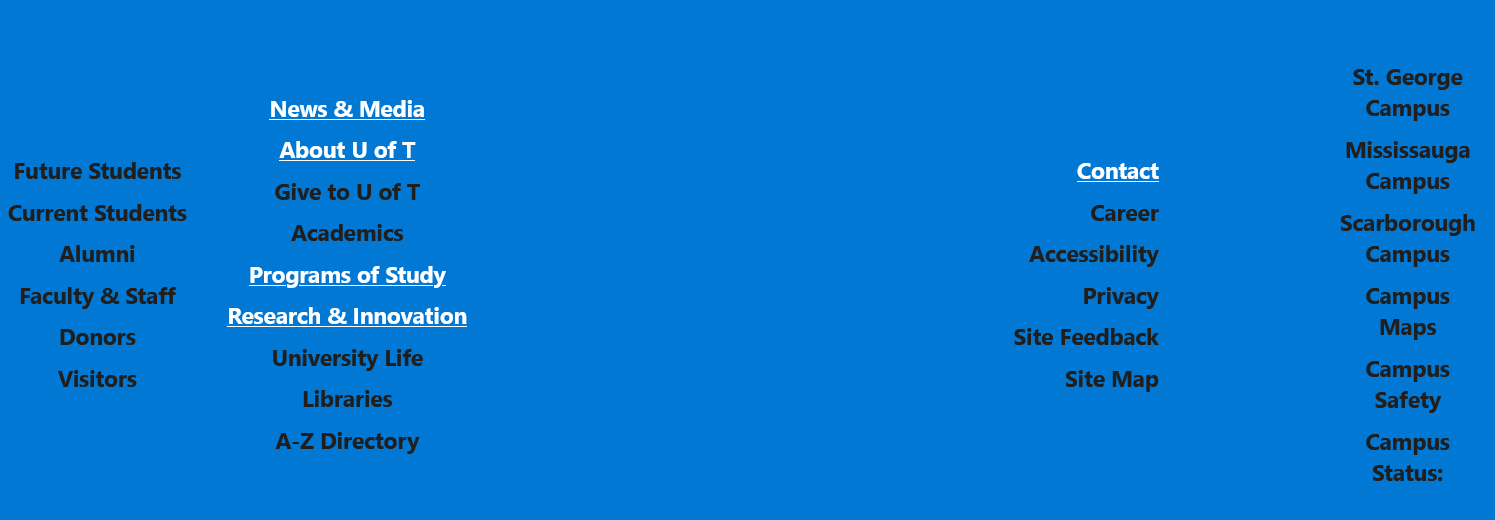 Future Students
Current Students
Alumni
Faculty & Staff
Donors
Visitors
News & Media
About U of T
Give to U of T
Academics
Programs of Study
Research & Innovation
University Life
Libraries
A-Z Directory
Contact
Career
Accessibility
Privacy
Site Feedback
Site Map
St. George
Campus
Mississauga
Campus
Scarborough
Campus
Campus
Maps
Campus
Safety
Campus
Status: